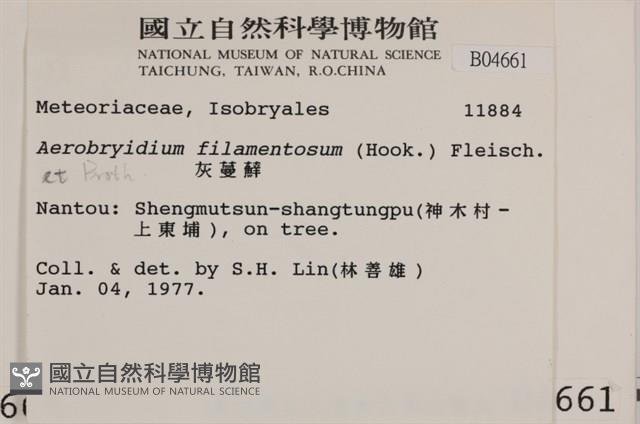 國立自然科學博物館
NATIONAL MUSEUM OF NATURAL SCIENCE
TAICHUNG, TAIWAN, R.O.CHINA
B04661
Meteoriaceae, Isobryales 11884
Aerobryidium filamentosum (Hook.) Fleisch.
et Broth. 灰蔓蘚
Nantou: Shengmutsun-shangtungpu(神木村-
上東埔), on tree.
Coll. & det. by S.H. Lin(林善雄)
Jan. 04, 1977.
國立自然科學博物館
NATIONAL MUSEUM OF NATURAL SCIENCE
661